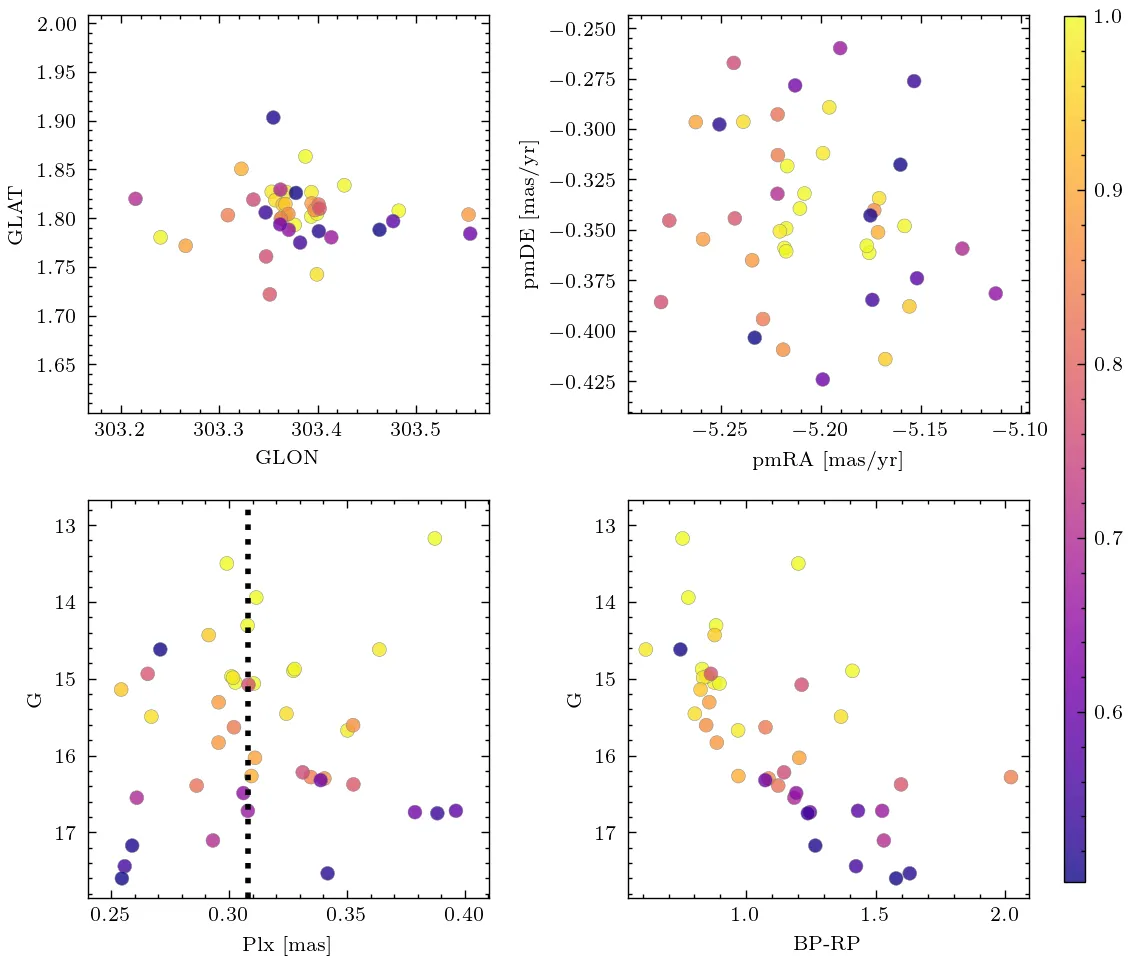 2.00
1.95
1.90
1.85
1.80
1.75
1.70
1.65
GLAT
303.2 303.3 303.4 303.5
GLON
−0.250
−0.275
−0.300
−0.325
−0.350
−0.375
−0.400
−0.425
pmDE [mas/yr]
−5.25 −5.20 −5.15 −5.10
pmRA [mas/yr]
1.0
0.9
0.8
0.7
0.6
13
14
15
16
17
G
0.25 0.30 0.35 0.40
Plx [mas]
13
14
15
16
17
G
1.0 1.5 2.0
BP-RP